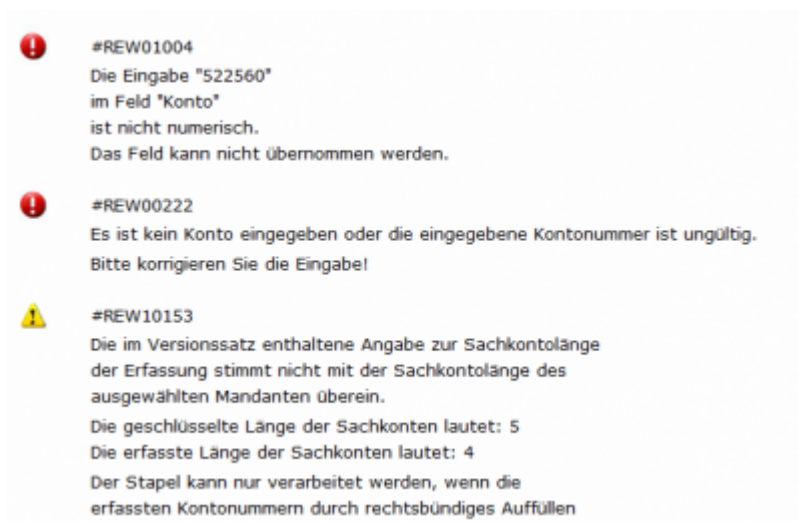 #REW01004
Die Eingabe "522560"
im Feld "Konto"
ist nicht numerisch.
Das Feld kann nicht übernommen werden.
#REW00222
Es ist kein Konto eingegeben oder die eingegebene Kontonummer ist ungültig.
Bitte korrigieren Sie die Eingabe!
#REW10153
Die im Versionssatz enthaltene Angabe zur Sachkontolänge
der Erfassung stimmt nicht mit der Sachkontolänge des
ausgewählten Mandanten überein.
Die geschlüsselte Länge der Sachkonten lautet: 5
Die erfasste Länge der Sachkonten lautet: 4
Der Stapel kann nur verarbeitet werden, wenn die
erfassten Kontonummern durch rechtsbündiges Auffüllen